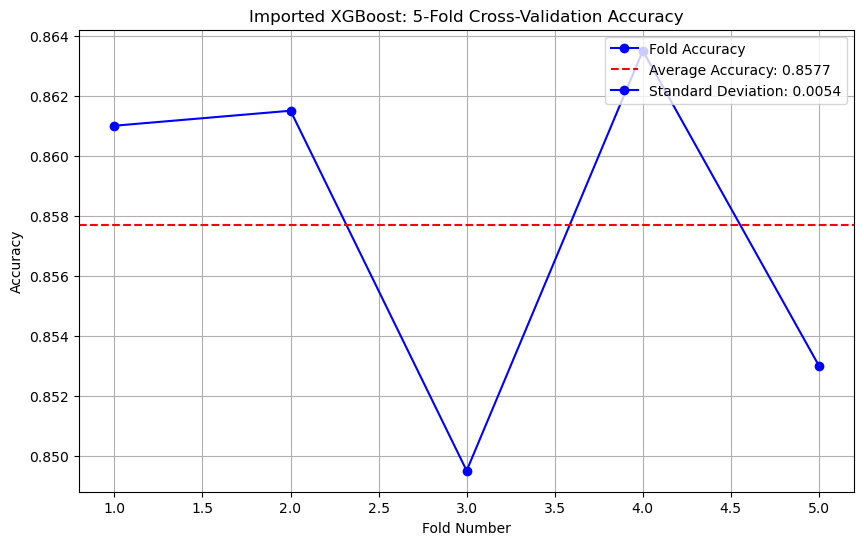 Imported XGBoost: 5-Fold Cross-Validation Accuracy
0.864
0.862
0.860
0.858
0.856
0.854
0.852
0.850
Accuracy
Fold Accuracy
Average Accuracy: 0.8577
Standard Deviation: 0.0054
1.0 1.5 2.0 2.5 3.0 3.5 4.0 4.5 5.0
Fold Number